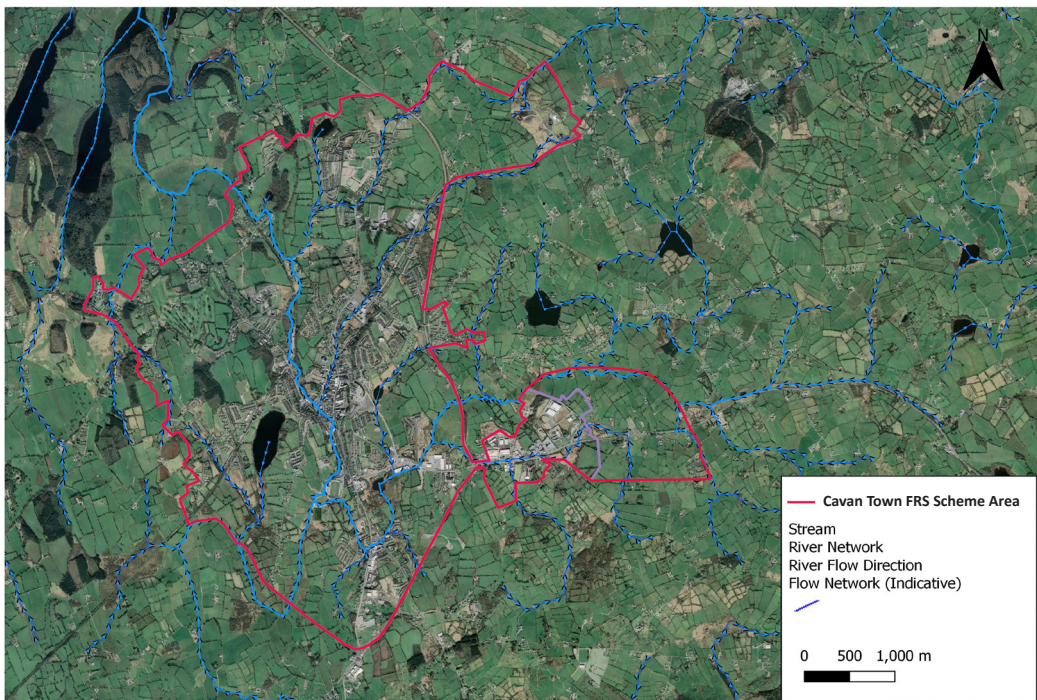 N
Cavan Town FRS Scheme Area
Stream
River Network
River Flow Direction
Flow Network (Indicative)
0 500 1,000 m